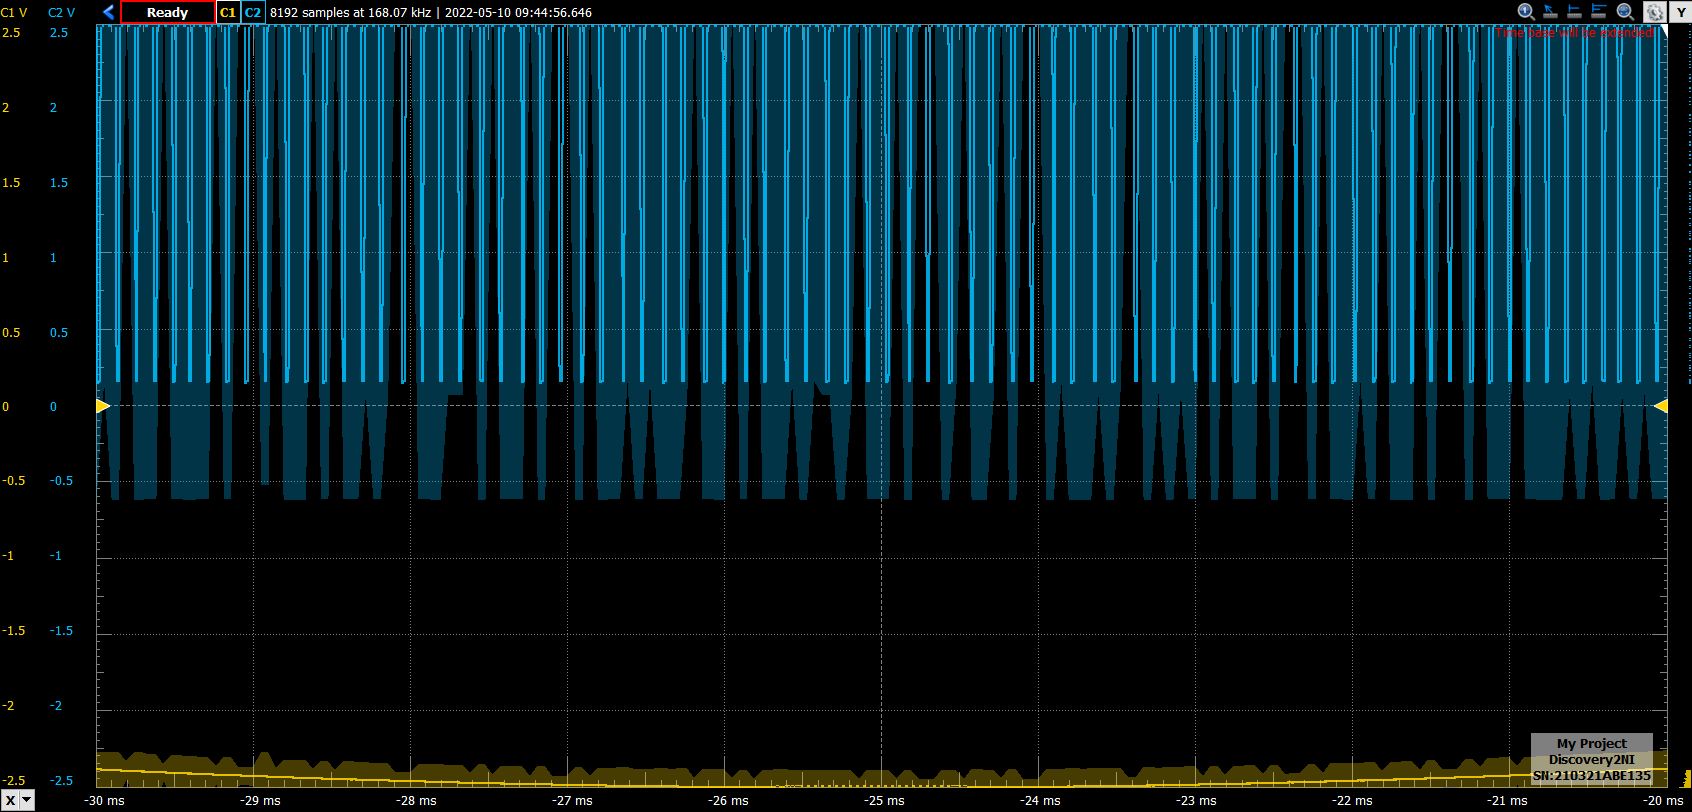 C1 V C2 V Ready C1 C2 8192 samples at 168.07 kHz | 2022-05-10 09:44:56.646 Y
Time base will be extended.
2.5 2.5
2 2
1.5 1.5
1 1
0.5 0.5
0 0
-0.5 -0.5
-1 -1
-1.5 -1.5
-2 -2
-2.5 -2.5
My Project
Discovery2NI
SN:210321ABE135
X -30 ms -29 ms -28 ms -27 ms -26 ms -25 ms -24 ms -23 ms -22 ms -21 ms -20 ms